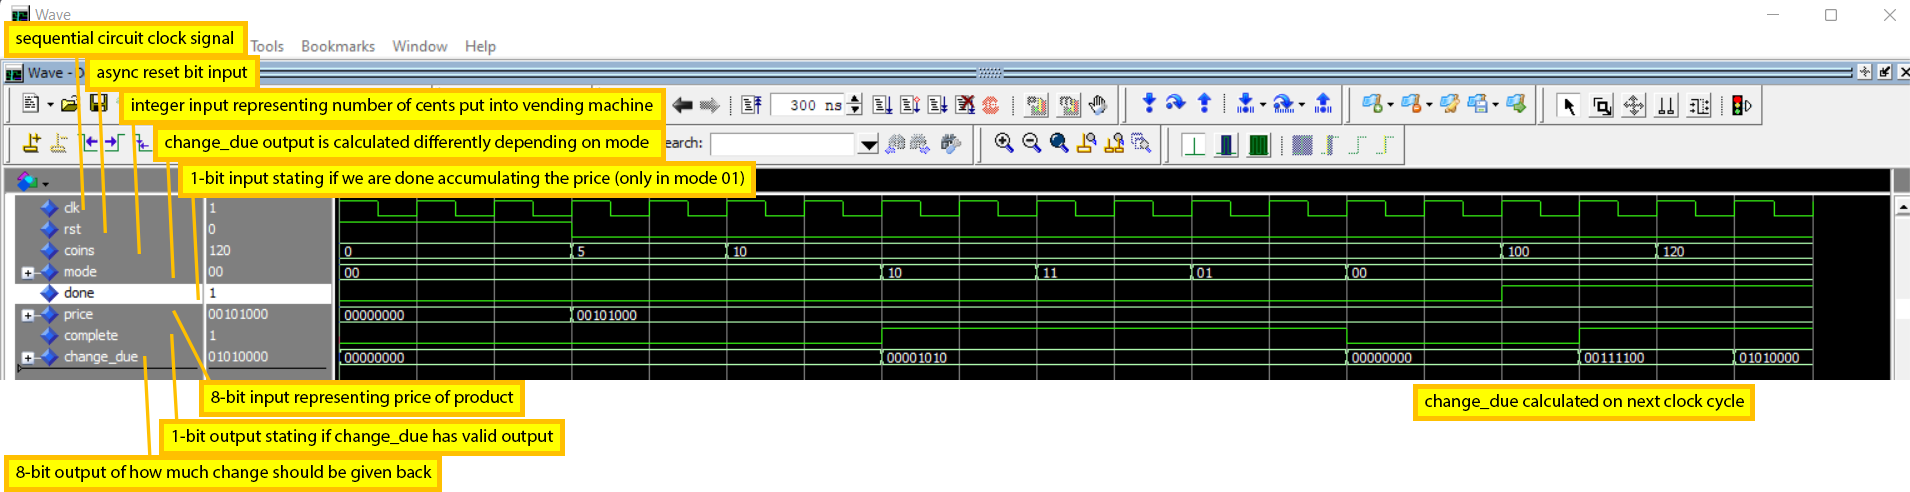 Wave
sequential circuit clock signal
Tools Bookmarks Window Help
Wave - D
async reset bit input
integer input representing number of cents put into vending machine
300 ns
change_due output is calculated differently depending on mode
earch:
1-bit input stating if we are done accumulating the price (only in mode 01)
clk 1
rst 0
coins 120 0 5 10 100 120
mode 00 00 10 11 01 00
done 1
price 00101000 00000000 00101000
complete 1
change_due 01010000 00000000 00001010 00000000 00111100 01010000
8-bit input representing price of product
change_due calculated on next clock cycle
1-bit output stating if change_due has valid output
8-bit output of how much change should be given back